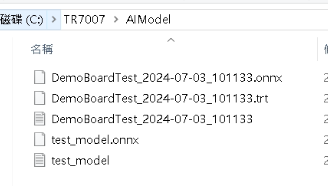 磁碟 (C:) > TR7007 > AIModel
名稱
DemoBoardTest_2024-07-03_101133.onnx
DemoBoardTest_2024-07-03_101133.trt
DemoBoardTest_2024-07-03_101133
test_model.onnx
test_model